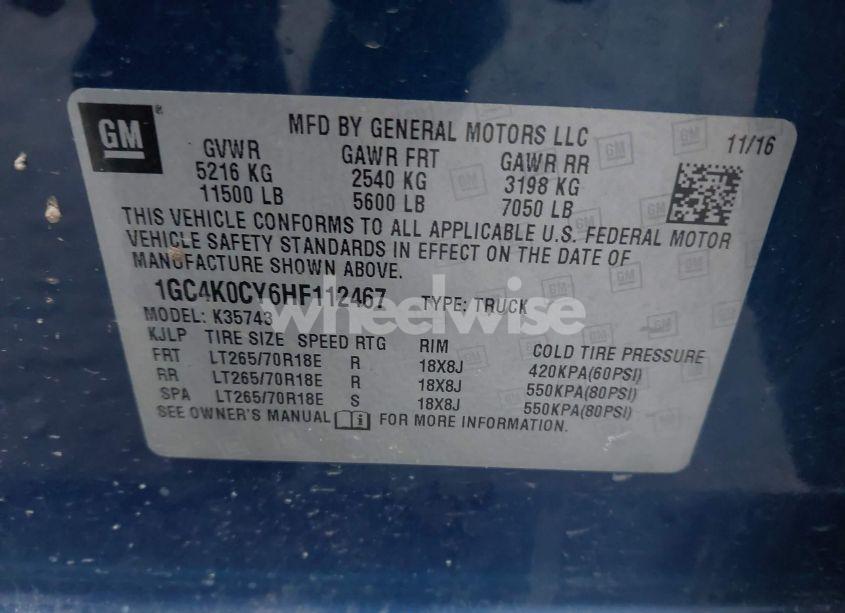 GM
MFD BY GENERAL MOTORS LLC
11/16
GVWR GAWR FRT GAWR RR
5216 KG 2540 KG 3198 KG
11500 LB 5600 LB 7050 LB
THIS VEHICLE CONFORMS TO ALL APPLICABLE U.S. FEDERAL MOTOR
VEHICLE SAFETY STANDARDS IN EFFECT ON THE DATE OF
MANUFACTURE SHOWN ABOVE.
1GC4K0CY6HF112467 TYPE: TRUCK
wheelwise
MODEL: K35743
KJLP TIRE SIZE SPEED RTG RIM COLD TIRE PRESSURE
FRT LT265/70R18E R 18X8J 420KPA(60PSI)
RR LT265/70R18E R 18X8J 550KPA(80PSI)
SPA LT265/70R18E S 18X8J 550KPA(80PSI)
SEE OWNER'S MANUAL FOR MORE INFORMATION.